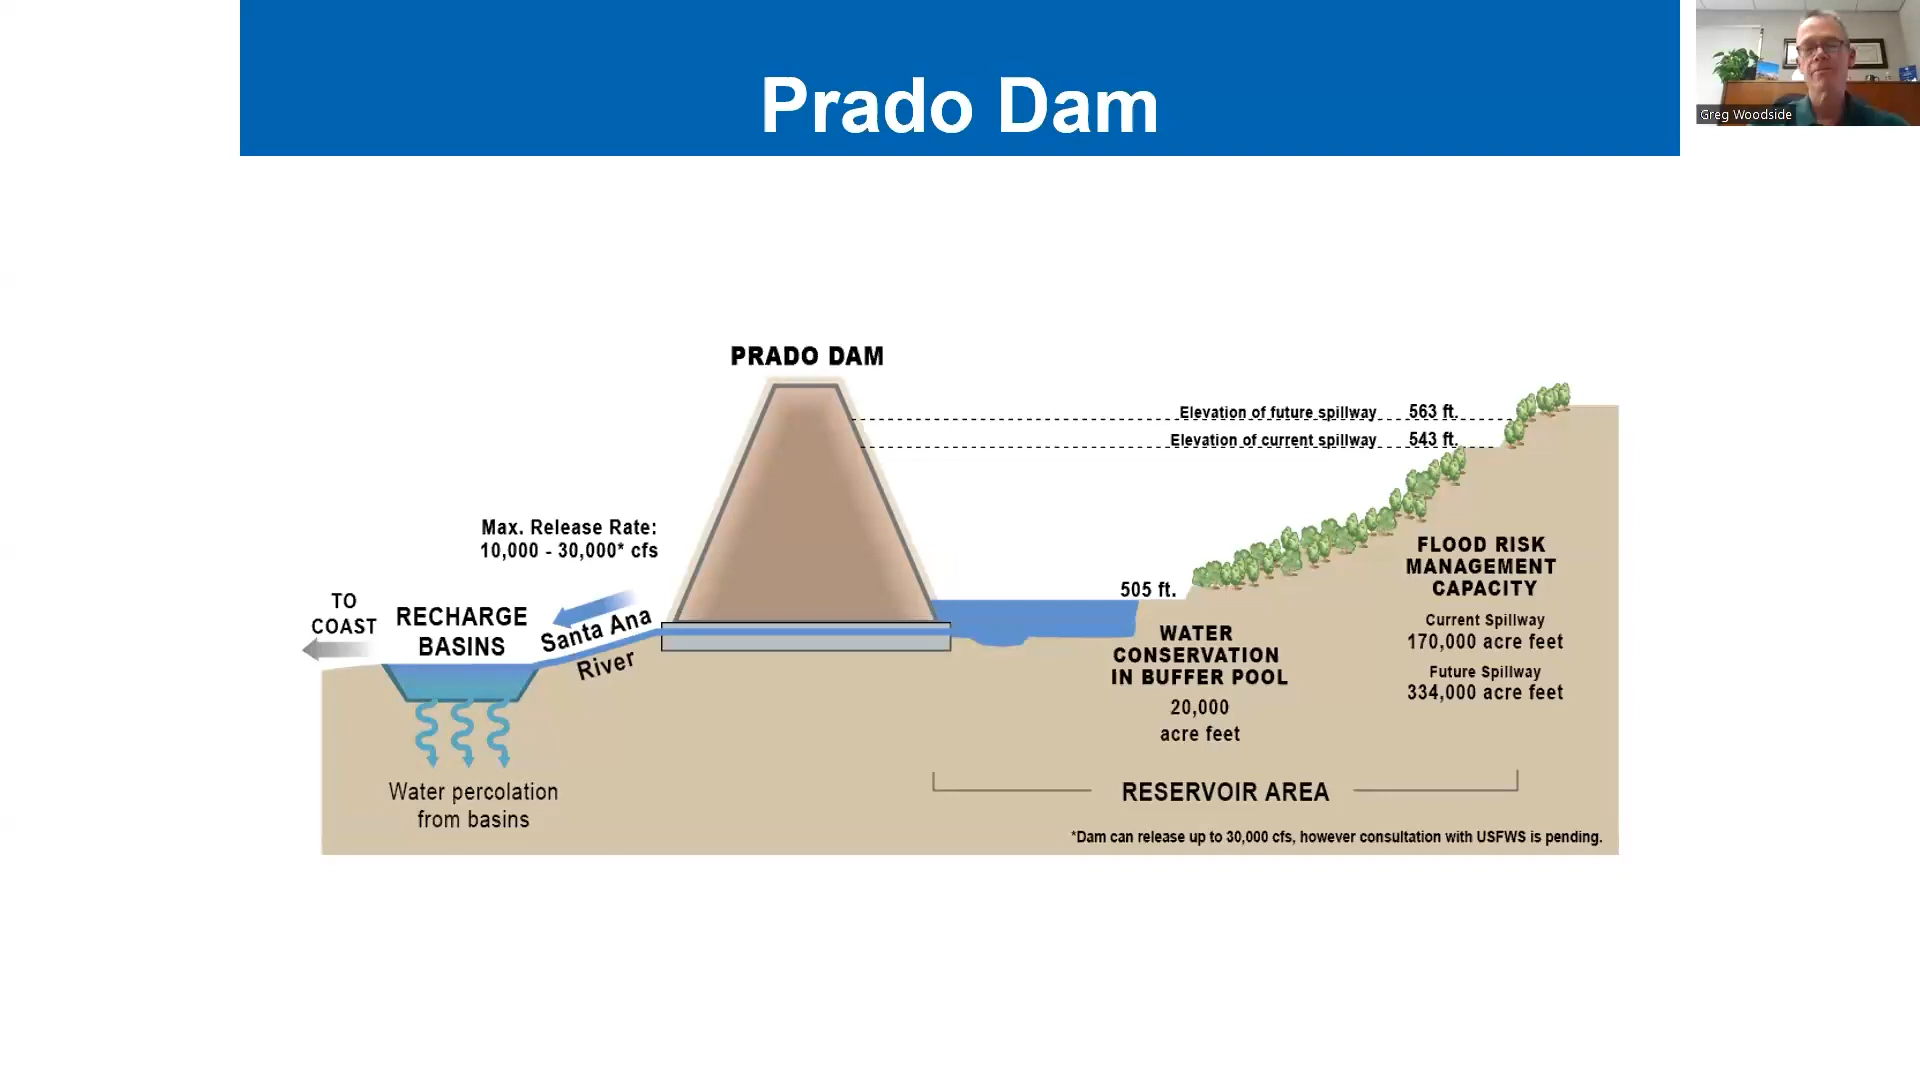 Prado Dam
Greg Woodside
PRADO DAM
Elevation of future spillway 563 ft.
Elevation of current spillway 543 ft.
Max. Release Rate:
10,000 - 30,000* cfs
TO
COAST
RECHARGE
BASINS
Santa Ana
River
Water percolation
from basins
505 ft.
WATER
CONSERVATION
IN BUFFER POOL
20,000
acre feet
FLOOD RISK
MANAGEMENT
CAPACITY
Current Spillway
170,000 acre feet
Future Spillway
334,000 acre feet
RESERVOIR AREA
*Dam can release up to 30,000 cfs, however consultation with USFWS is pending.